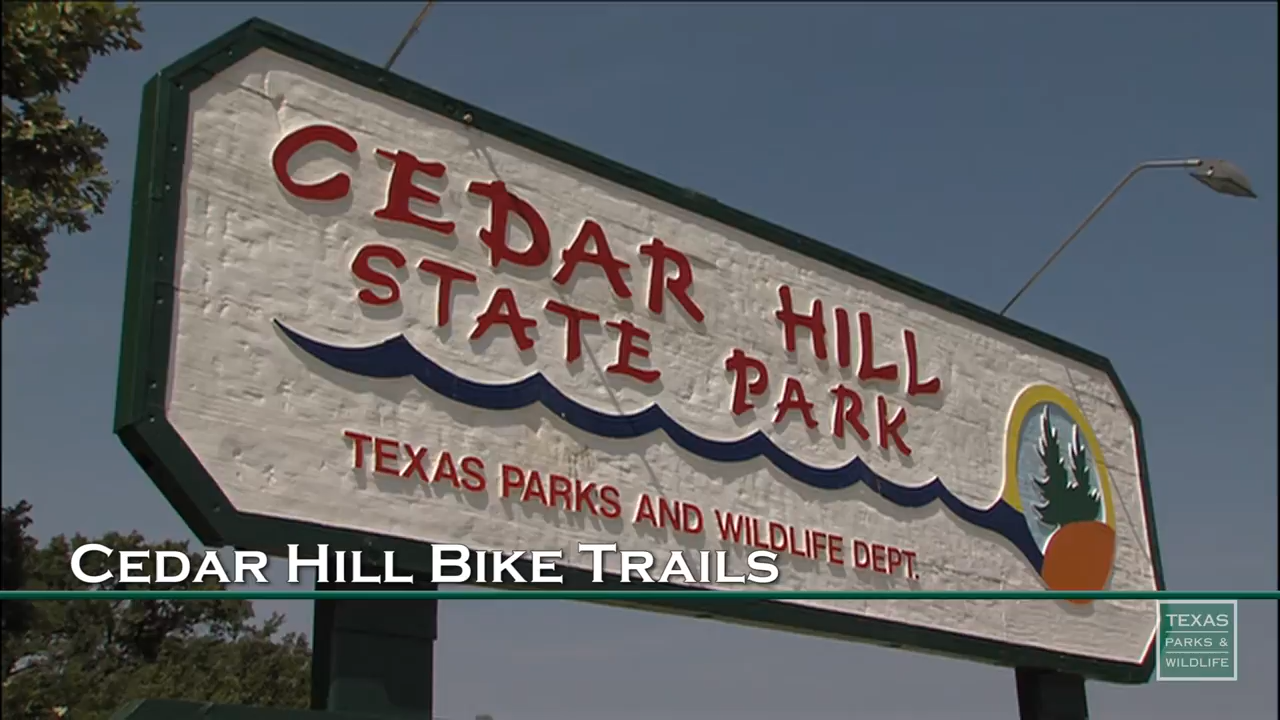 CEDAR HILL
STATE PARK
TEXAS PARKS AND WILDLIFE DEPT.
CEDAR HILL BIKE TRAILS
TEXAS
PARKS &
WILDLIFE